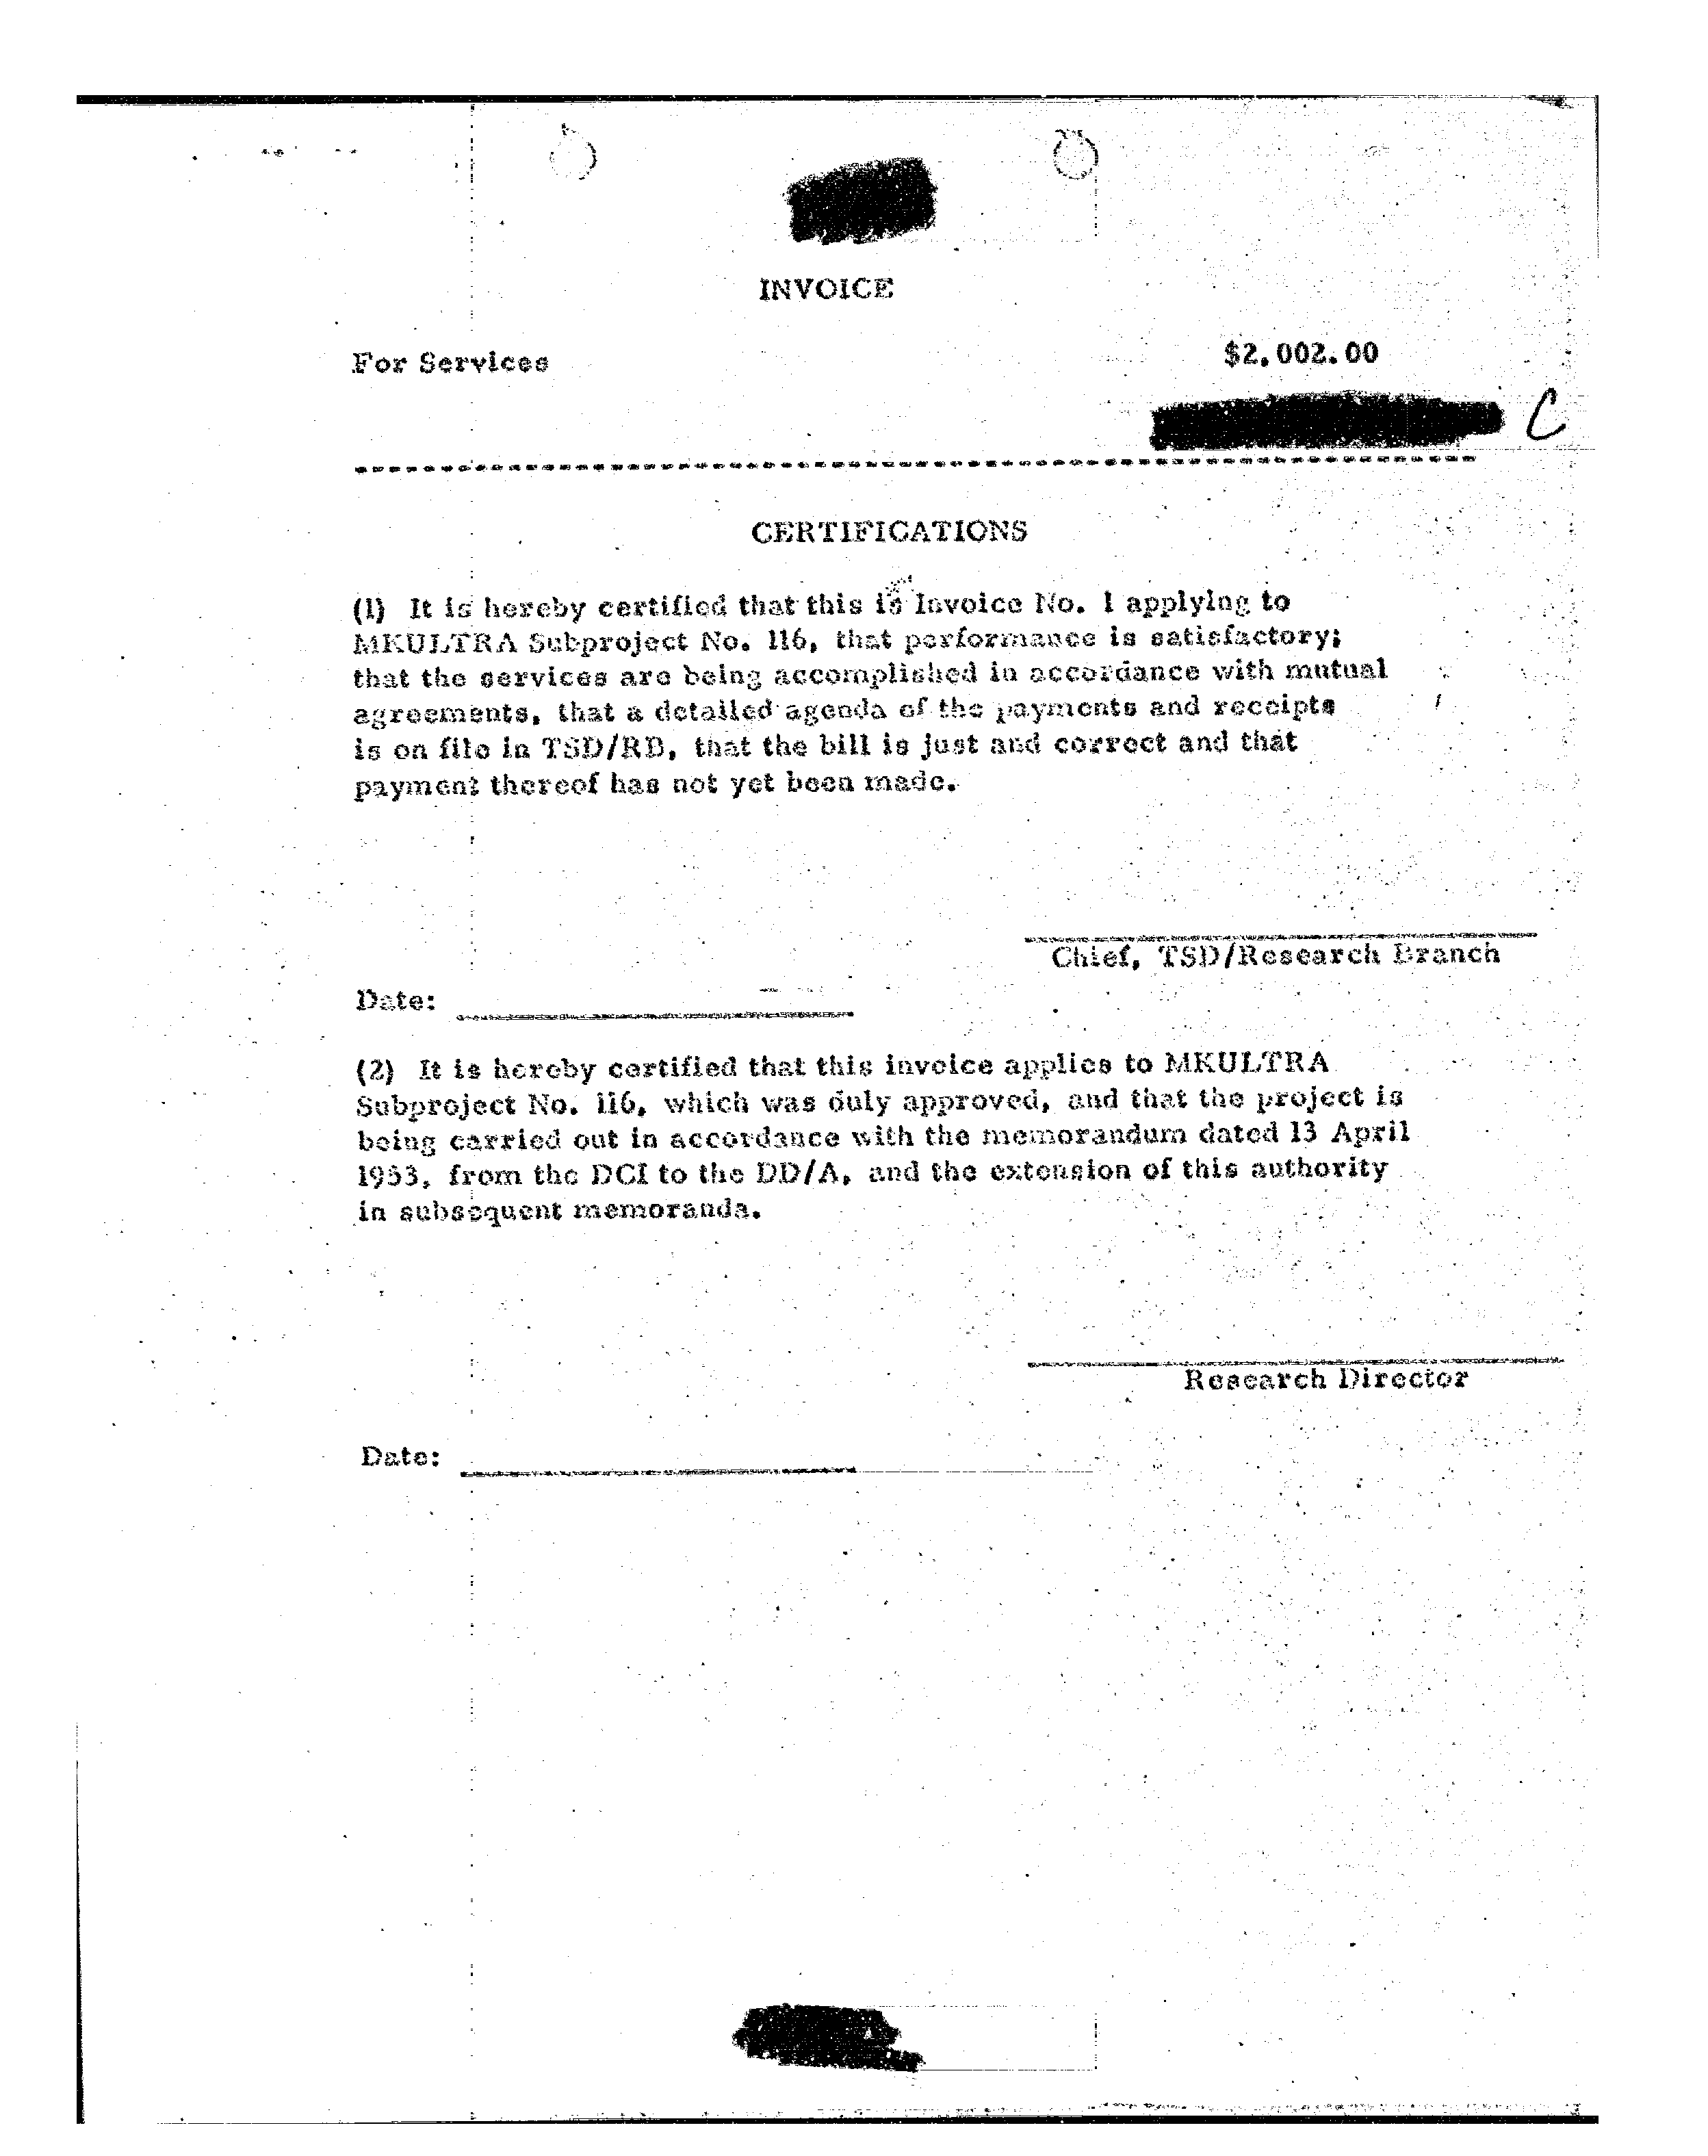 INVOICE
For Services $2,002.00
C
CERTIFICATIONS
(1) It is hereby certified that this is Invoice No. 1 applying to
MKULTRA Subproject No. 116, that performance is satisfactory;
that the services are being accomplished in accordance with mutual
agreements, that a detailed agenda of the payments and receipts
is on file in TSD/RB, that the bill is just and correct and that
payment thereof has not yet been made.
Chief, TSD/Research Branch
Date:
(2) It is hereby certified that this invoice applies to MKULTRA
Subproject No. 116, which was duly approved, and that the project is
being carried out in accordance with the memorandum dated 13 April
1953, from the DCI to the DD/A, and the extension of this authority
in subsequent memoranda.
Research Director
Date: